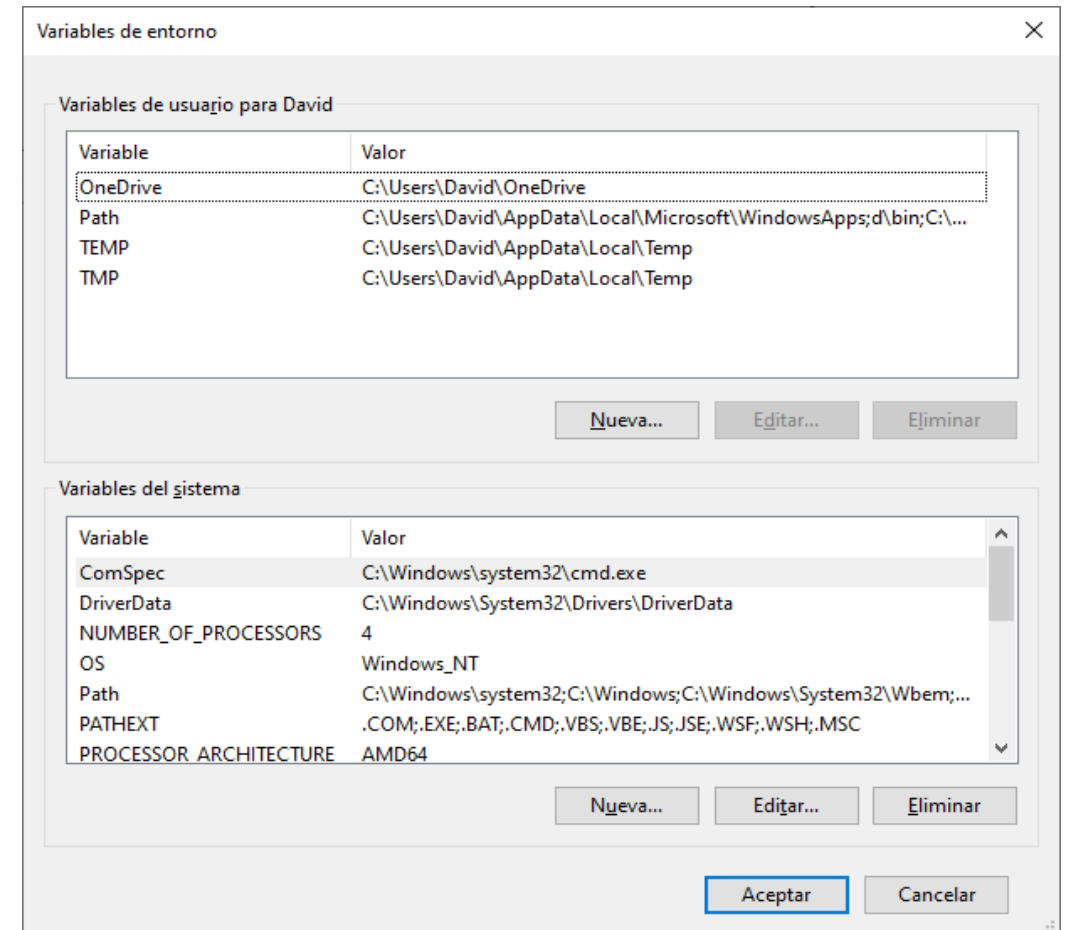 Variables de entorno
Variables de usuario para David
Variable Valor
OneDrive C:\Users\David\OneDrive
Path C:\Users\David\AppData\Local\Microsoft\WindowsApps;d\bin;C:\...
TEMP C:\Users\David\AppData\Local\Temp
TMP C:\Users\David\AppData\Local\Temp
Nueva... Editar... Eliminar
Variables del sistema
Variable Valor
ComSpec C:\Windows\system32\cmd.exe
DriverData C:\Windows\System32\Drivers\DriverData
NUMBER_OF_PROCESSORS 4
OS Windows_NT
Path C:\Windows\system32;C:\Windows;C:\Windows\System32\Wbem;...
PATHEXT .COM;.EXE;.BAT;.CMD;.VBS;.VBE;.JS;.JSE;.WSF;.WSH;.MSC
PROCESSOR_ARCHITECTURE AMD64
Nueva... Editar... Eliminar
Aceptar Cancelar